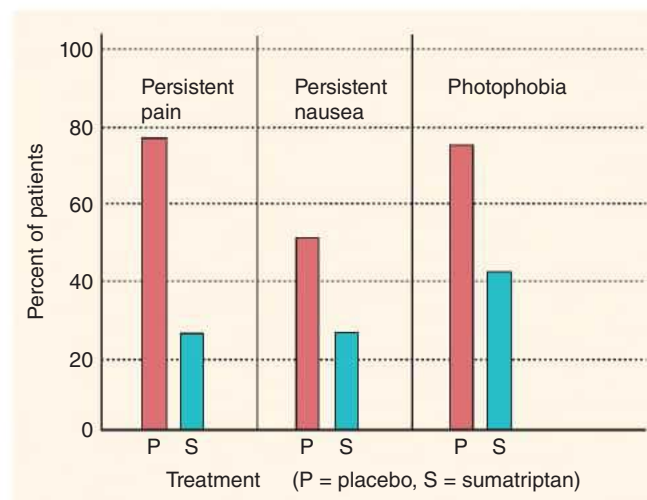 100
80
60
40
20
0
Percent of patients
Persistent
pain
Persistent
nausea
Photophobia
P S P S P S
Treatment (P = placebo, S = sumatriptan)